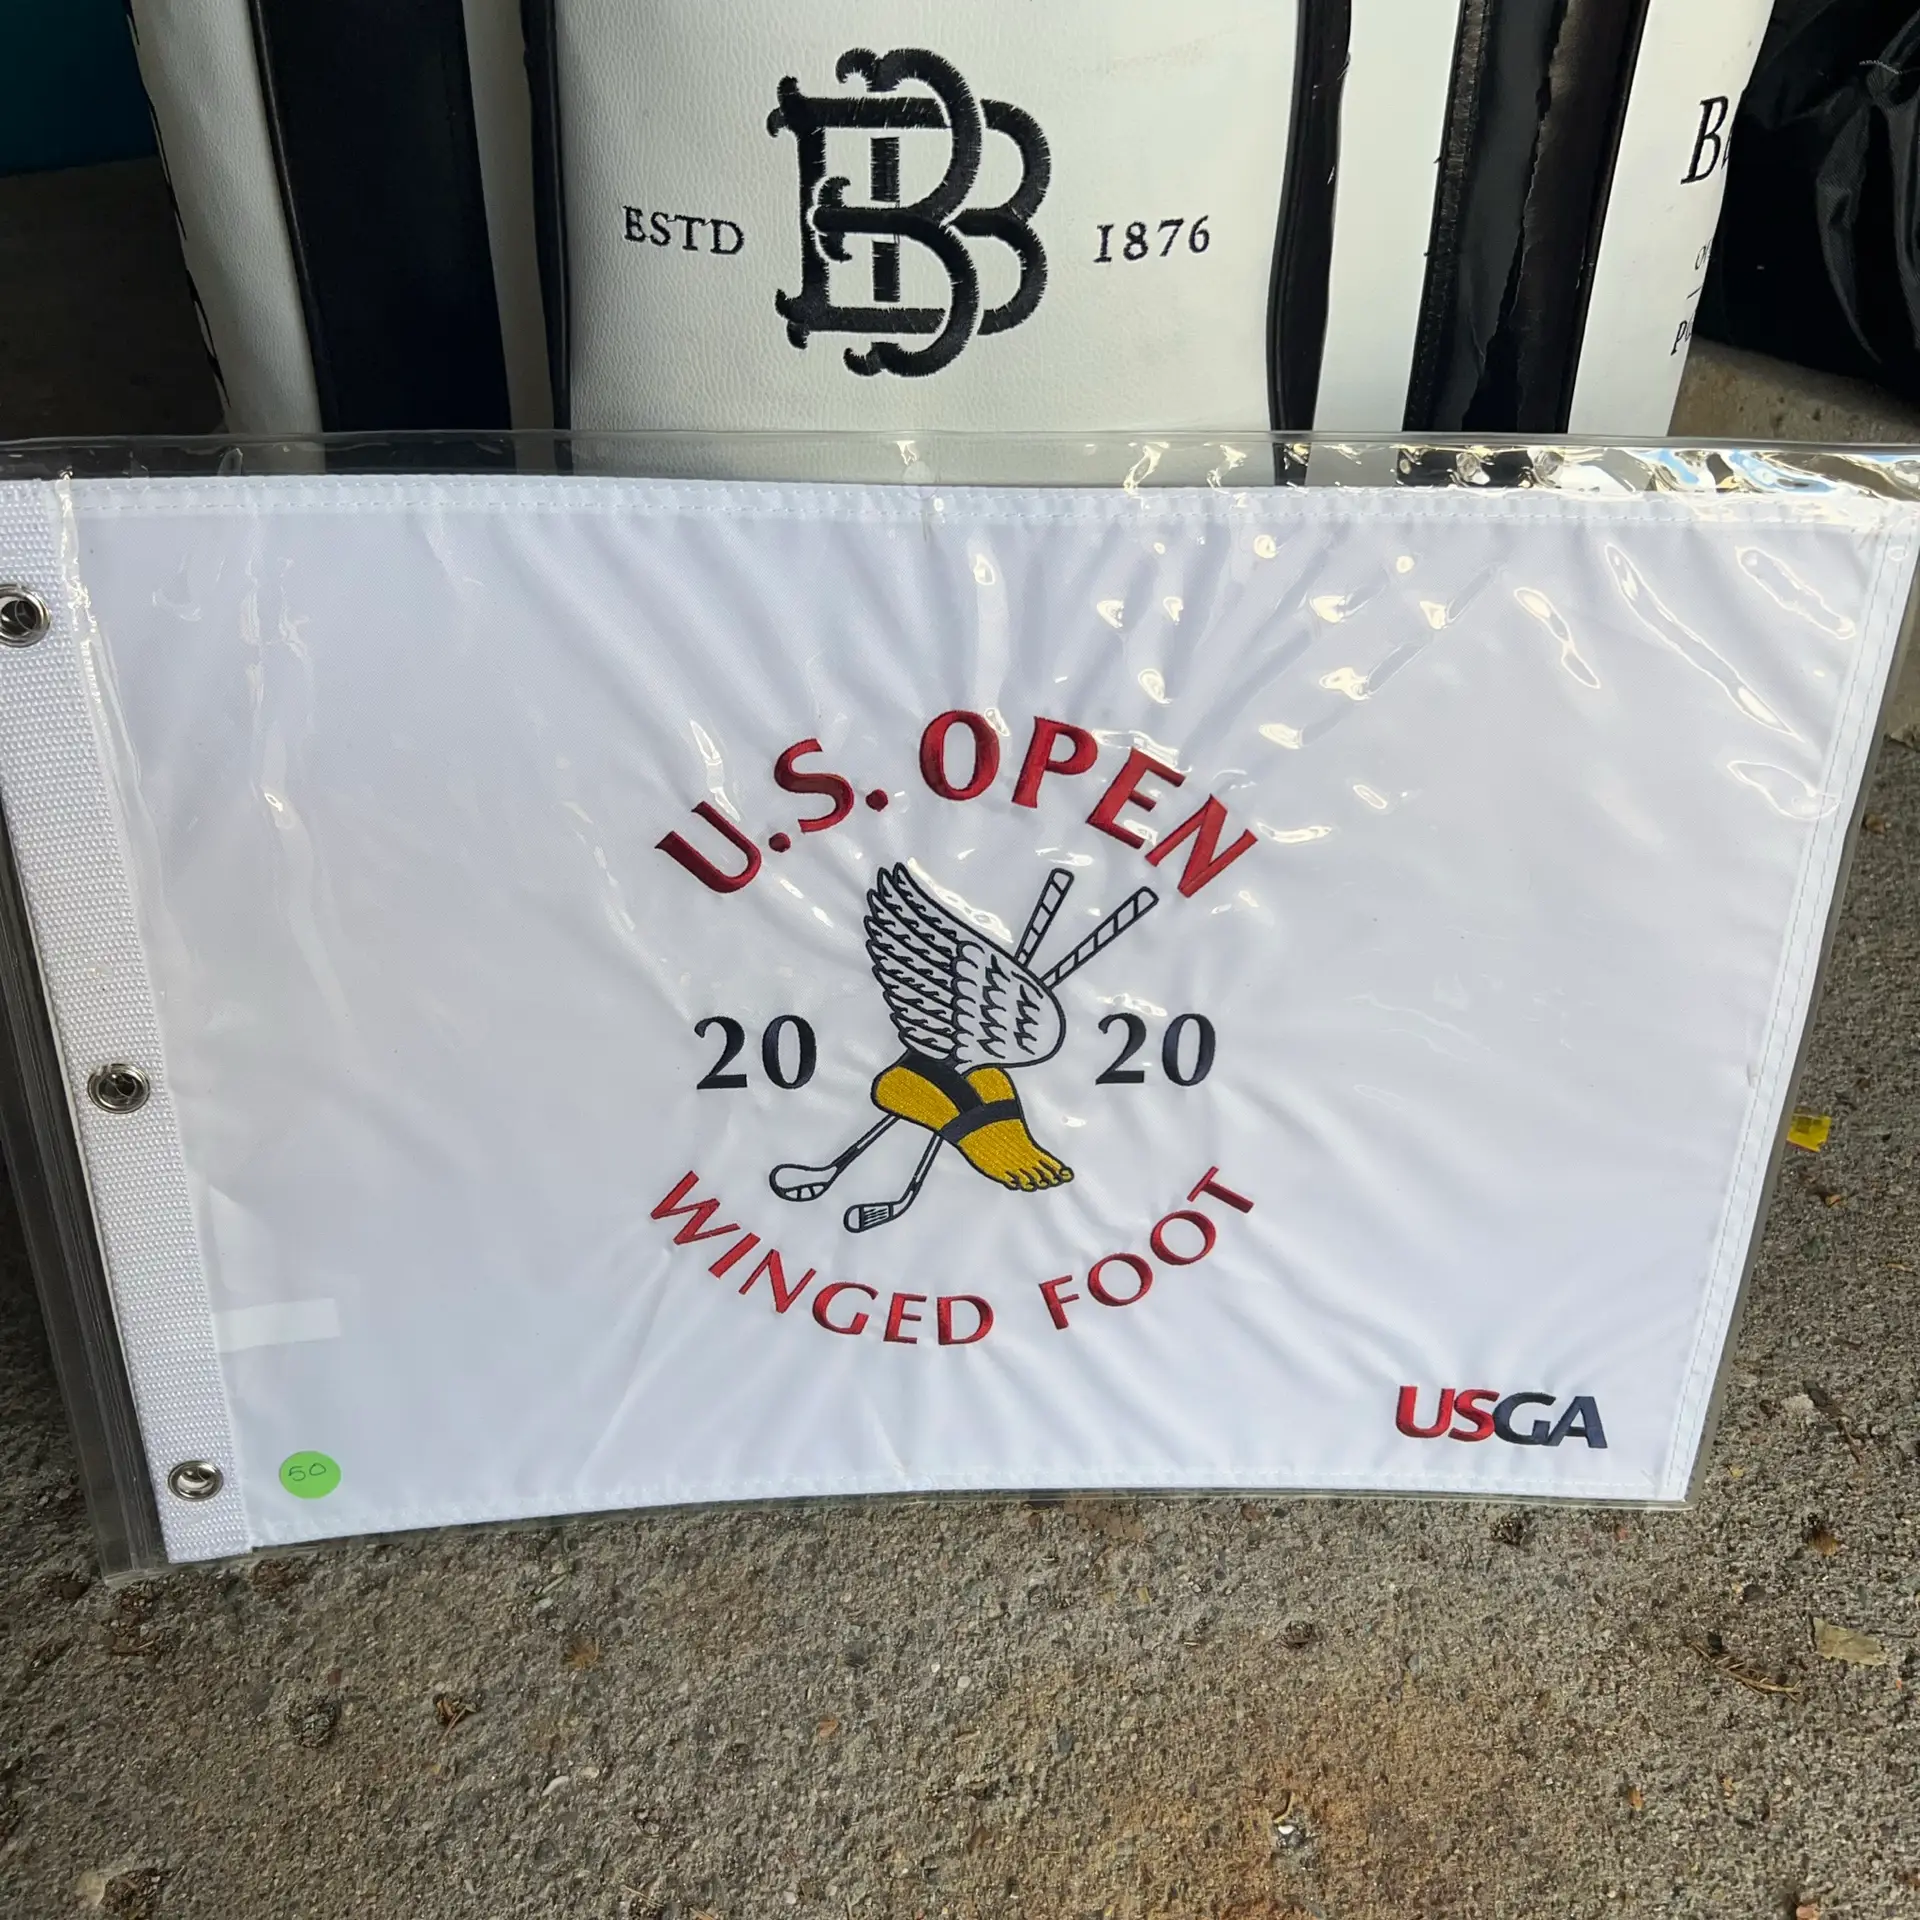 ESTD BB 1876
U.S. OPEN
20 20
WINGED FOOT
USGA
50